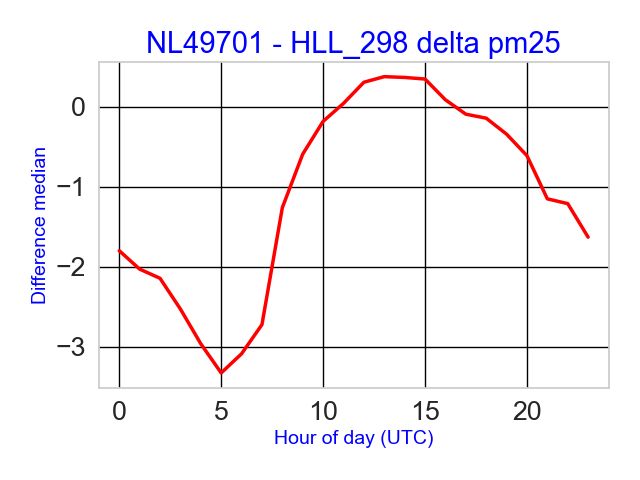 NL49701 - HLL_298 delta pm25
0
−1
−2
−3
Difference median
0 5 10 15 20
Hour of day (UTC)